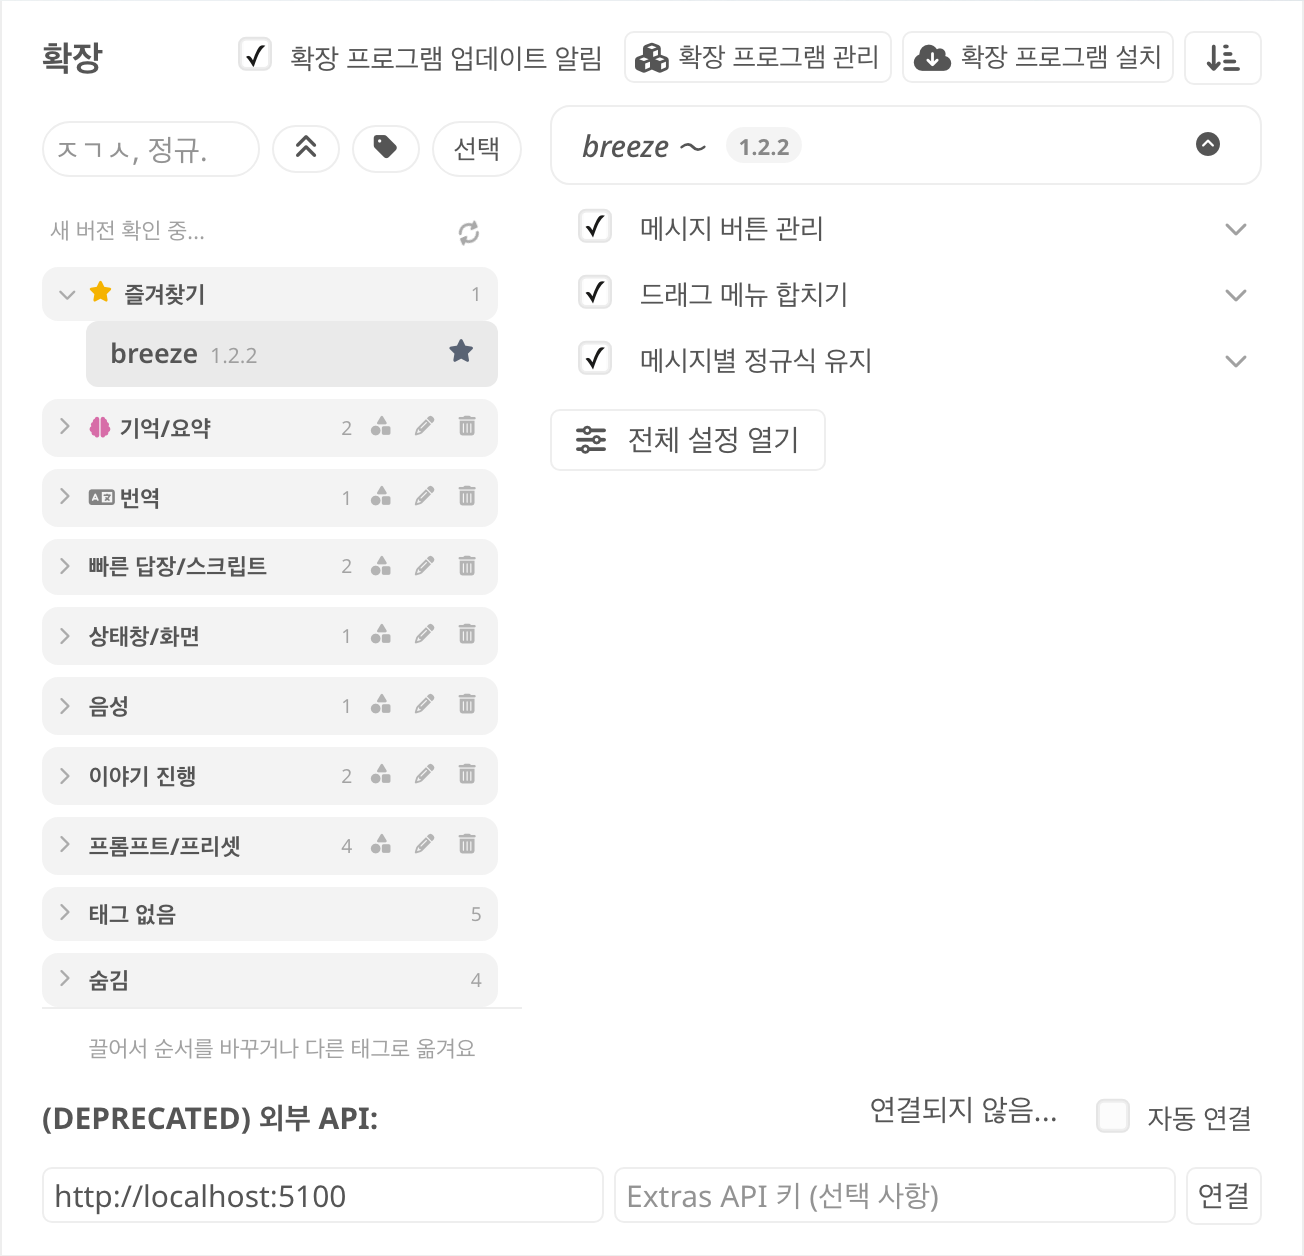 확장
확장 프로그램 업데이트 알림
확장 프로그램 관리
확장 프로그램 설치
ㅈㄱㅅ, 정규.
선택
breeze ～ 1.2.2
새 버전 확인 중...
메시지 버튼 관리
드래그 메뉴 합치기
메시지별 정규식 유지
전체 설정 열기
즐겨찾기 1
breeze 1.2.2
기억/요약 2
번역 1
빠른 답장/스크립트 2
상태창/화면 1
음성 1
이야기 진행 2
프롬프트/프리셋 4
태그 없음 5
숨김 4
끌어서 순서를 바꾸거나 다른 태그로 옮겨요
(DEPRECATED) 외부 API:
연결되지 않음...
자동 연결
http://localhost:5100
Extras API 키 (선택 사항)
연결